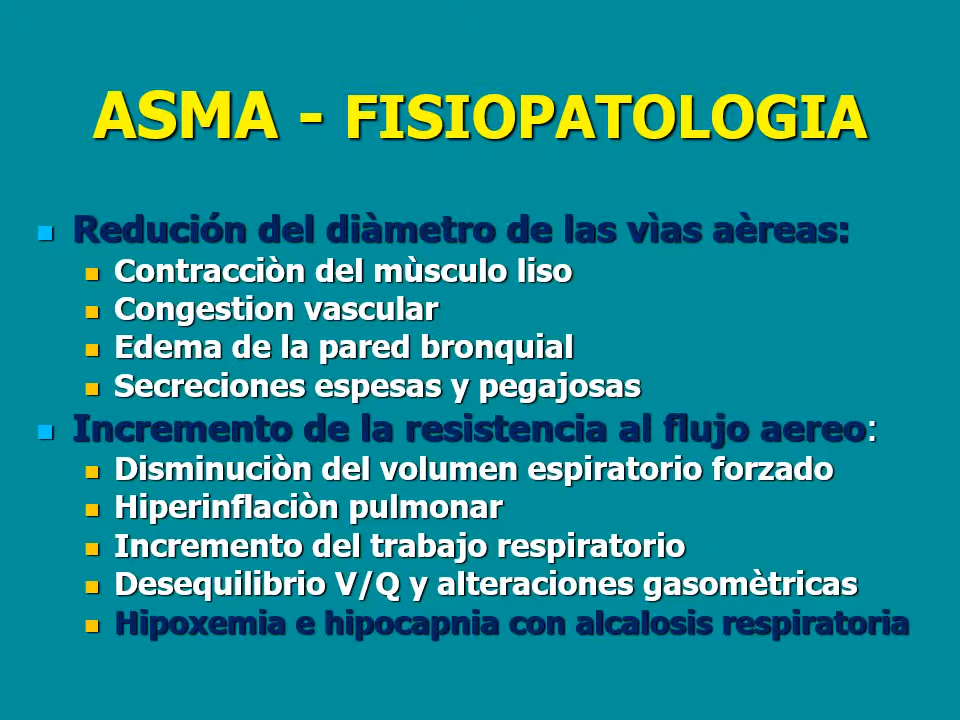 ASMA - FISIOPATOLOGIA
Redución del diàmetro de las vìas aèreas:
Contracciòn del mùsculo liso
Congestion vascular
Edema de la pared bronquial
Secreciones espesas y pegajosas
Incremento de la resistencia al flujo aereo:
Disminuciòn del volumen espiratorio forzado
Hiperinflaciòn pulmonar
Incremento del trabajo respiratorio
Desequilibrio V/Q y alteraciones gasomètricas
Hipoxemia e hipocapnia con alcalosis respiratoria